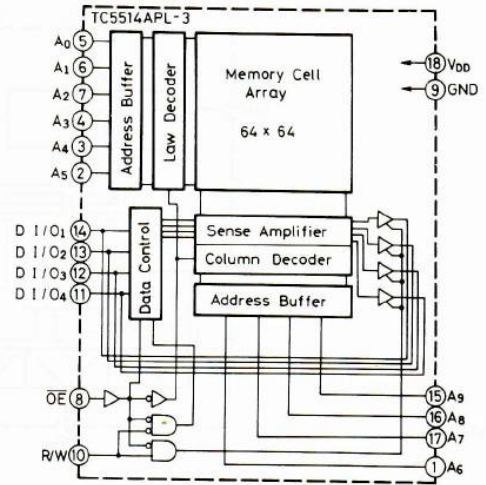 TC5514APL-3
A0 5
A1 6
A2 7
A3 4
A4 3
A5 2
Address Buffer
Law Decoder
Memory Cell
Array
64 x 64
18 VDD
9 GND
D I/O1 14
D I/O2 13
D I/O3 12
D I/O4 11
Data Control
Sense Amplifier
Column Decoder
Address Buffer
OE 8
R/W 10
15 A9
16 A8
17 A7
1 A6